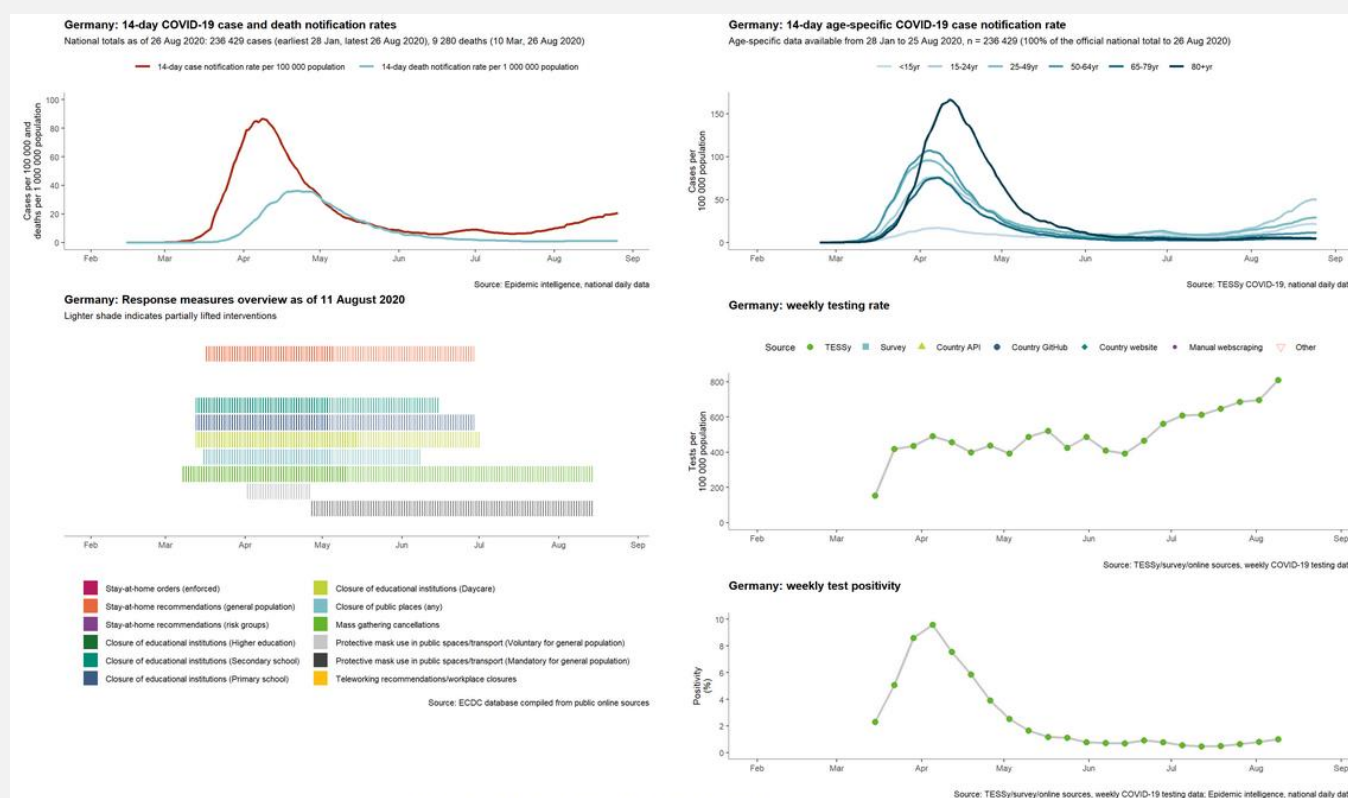 Germany: 14-day COVID-19 case and death notification rates
National totals as of 26 Aug 2020: 236 429 cases (earliest 28 Jan, latest 26 Aug 2020), 9 280 deaths (10 Mar, 26 Aug 2020)
14-day case notification rate per 100 000 population 14-day death notification rate per 1 000 000 population
Cases per 100 000 and
deaths per 1 000 000 population
100
80
60
40
20
0
Feb Mar Apr May Jun Jul Aug Sep
Source: Epidemic intelligence, national daily data
Germany: 14-day age-specific COVID-19 case notification rate
Age-specific data available from 28 Jan to 25 Aug 2020, n = 236 429 (100% of the official national total to 26 Aug 2020)
<15yr 15-24yr 25-49yr 50-64yr 65-79yr 80+yr
Cases per
100 000 population
150
100
50
0
Feb Mar Apr May Jun Jul Aug Sep
Source: TESSy COVID-19, national daily dat
Germany: Response measures overview as of 11 August 2020
Lighter shade indicates partially lifted interventions
Feb Mar Apr May Jun Jul Aug Sep
Stay-at-home orders (enforced)
Stay-at-home recommendations (general population)
Stay-at-home recommendations (risk groups)
Closure of educational institutions (Higher education)
Closure of educational institutions (Secondary school)
Closure of educational institutions (Primary school)
Closure of educational institutions (Daycare)
Closure of public places (any)
Mass gathering cancellations
Protective mask use in public spaces/transport (Voluntary for general population)
Protective mask use in public spaces/transport (Mandatory for general population)
Teleworking recommendations/workplace closures
Source: ECDC database compiled from public online sources
Germany: weekly testing rate
Source TESSy Survey Country API Country GitHub Country website Manual webscraping Other
Tests per
100 000 population
800
600
400
200
0
Feb Mar Apr May Jun Jul Aug Sep
Source: TESSy/survey/online sources, weekly COVID-19 testing dat
Germany: weekly test positivity
Positivity
(%)
10
8
6
4
2
0
Feb Mar Apr May Jun Jul Aug Sep
Source: TESSy/survey/online sources, weekly COVID-19 testing data; Epidemic intelligence, national daily dat